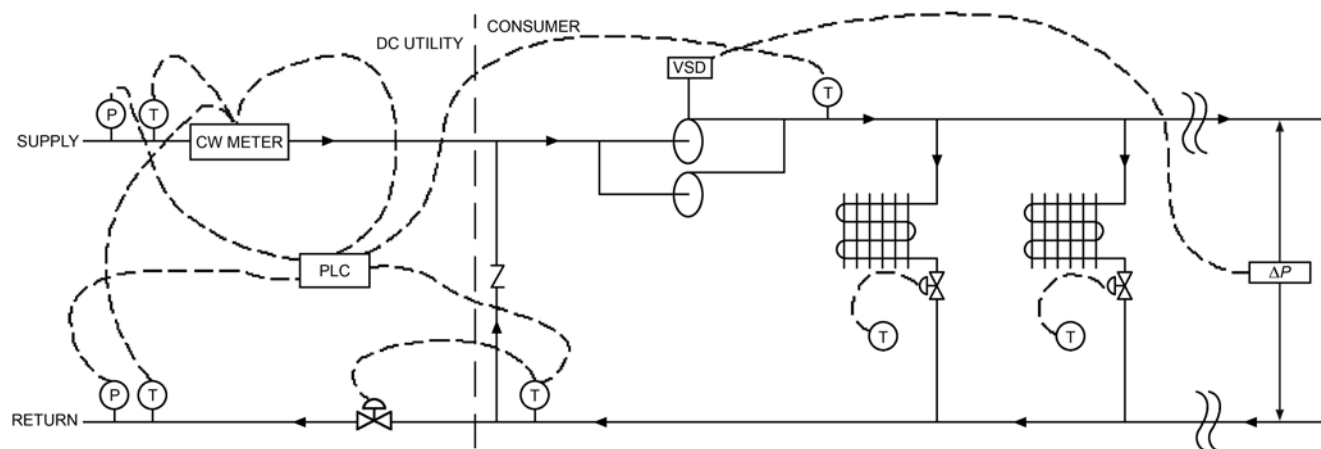 DC UTILITY
CONSUMER
VSD
P
T
T
SUPPLY
CW METER
PLC
ΔP
T
T
P
T
T
RETURN